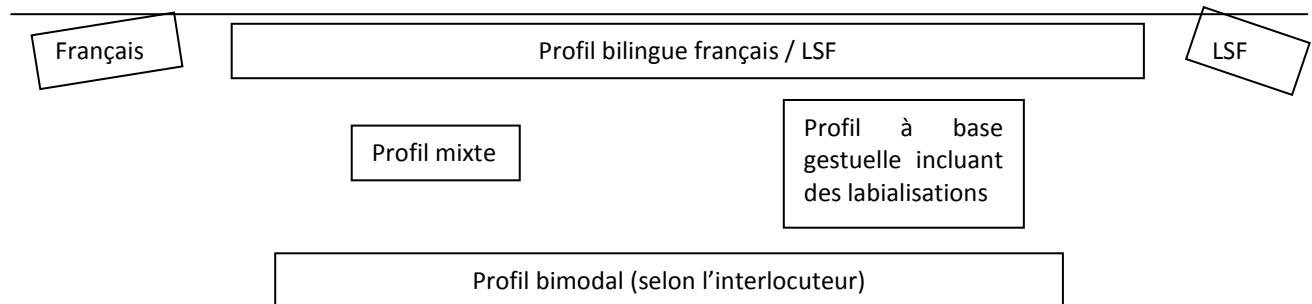 Français
Profil bilingue français / LSF
LSF
Profil mixte
Profil à base
gestuelle incluant
des labialisations
Profil bimodal (selon l’interlocuteur)